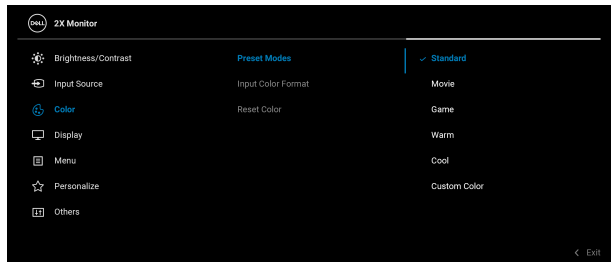 DELL 2X Monitor
Brightness/Contrast Preset Modes Standard
Input Source Input Color Format Movie
Color Reset Color Game
Display Warm
Menu Cool
Personalize Custom Color
Others
Exit